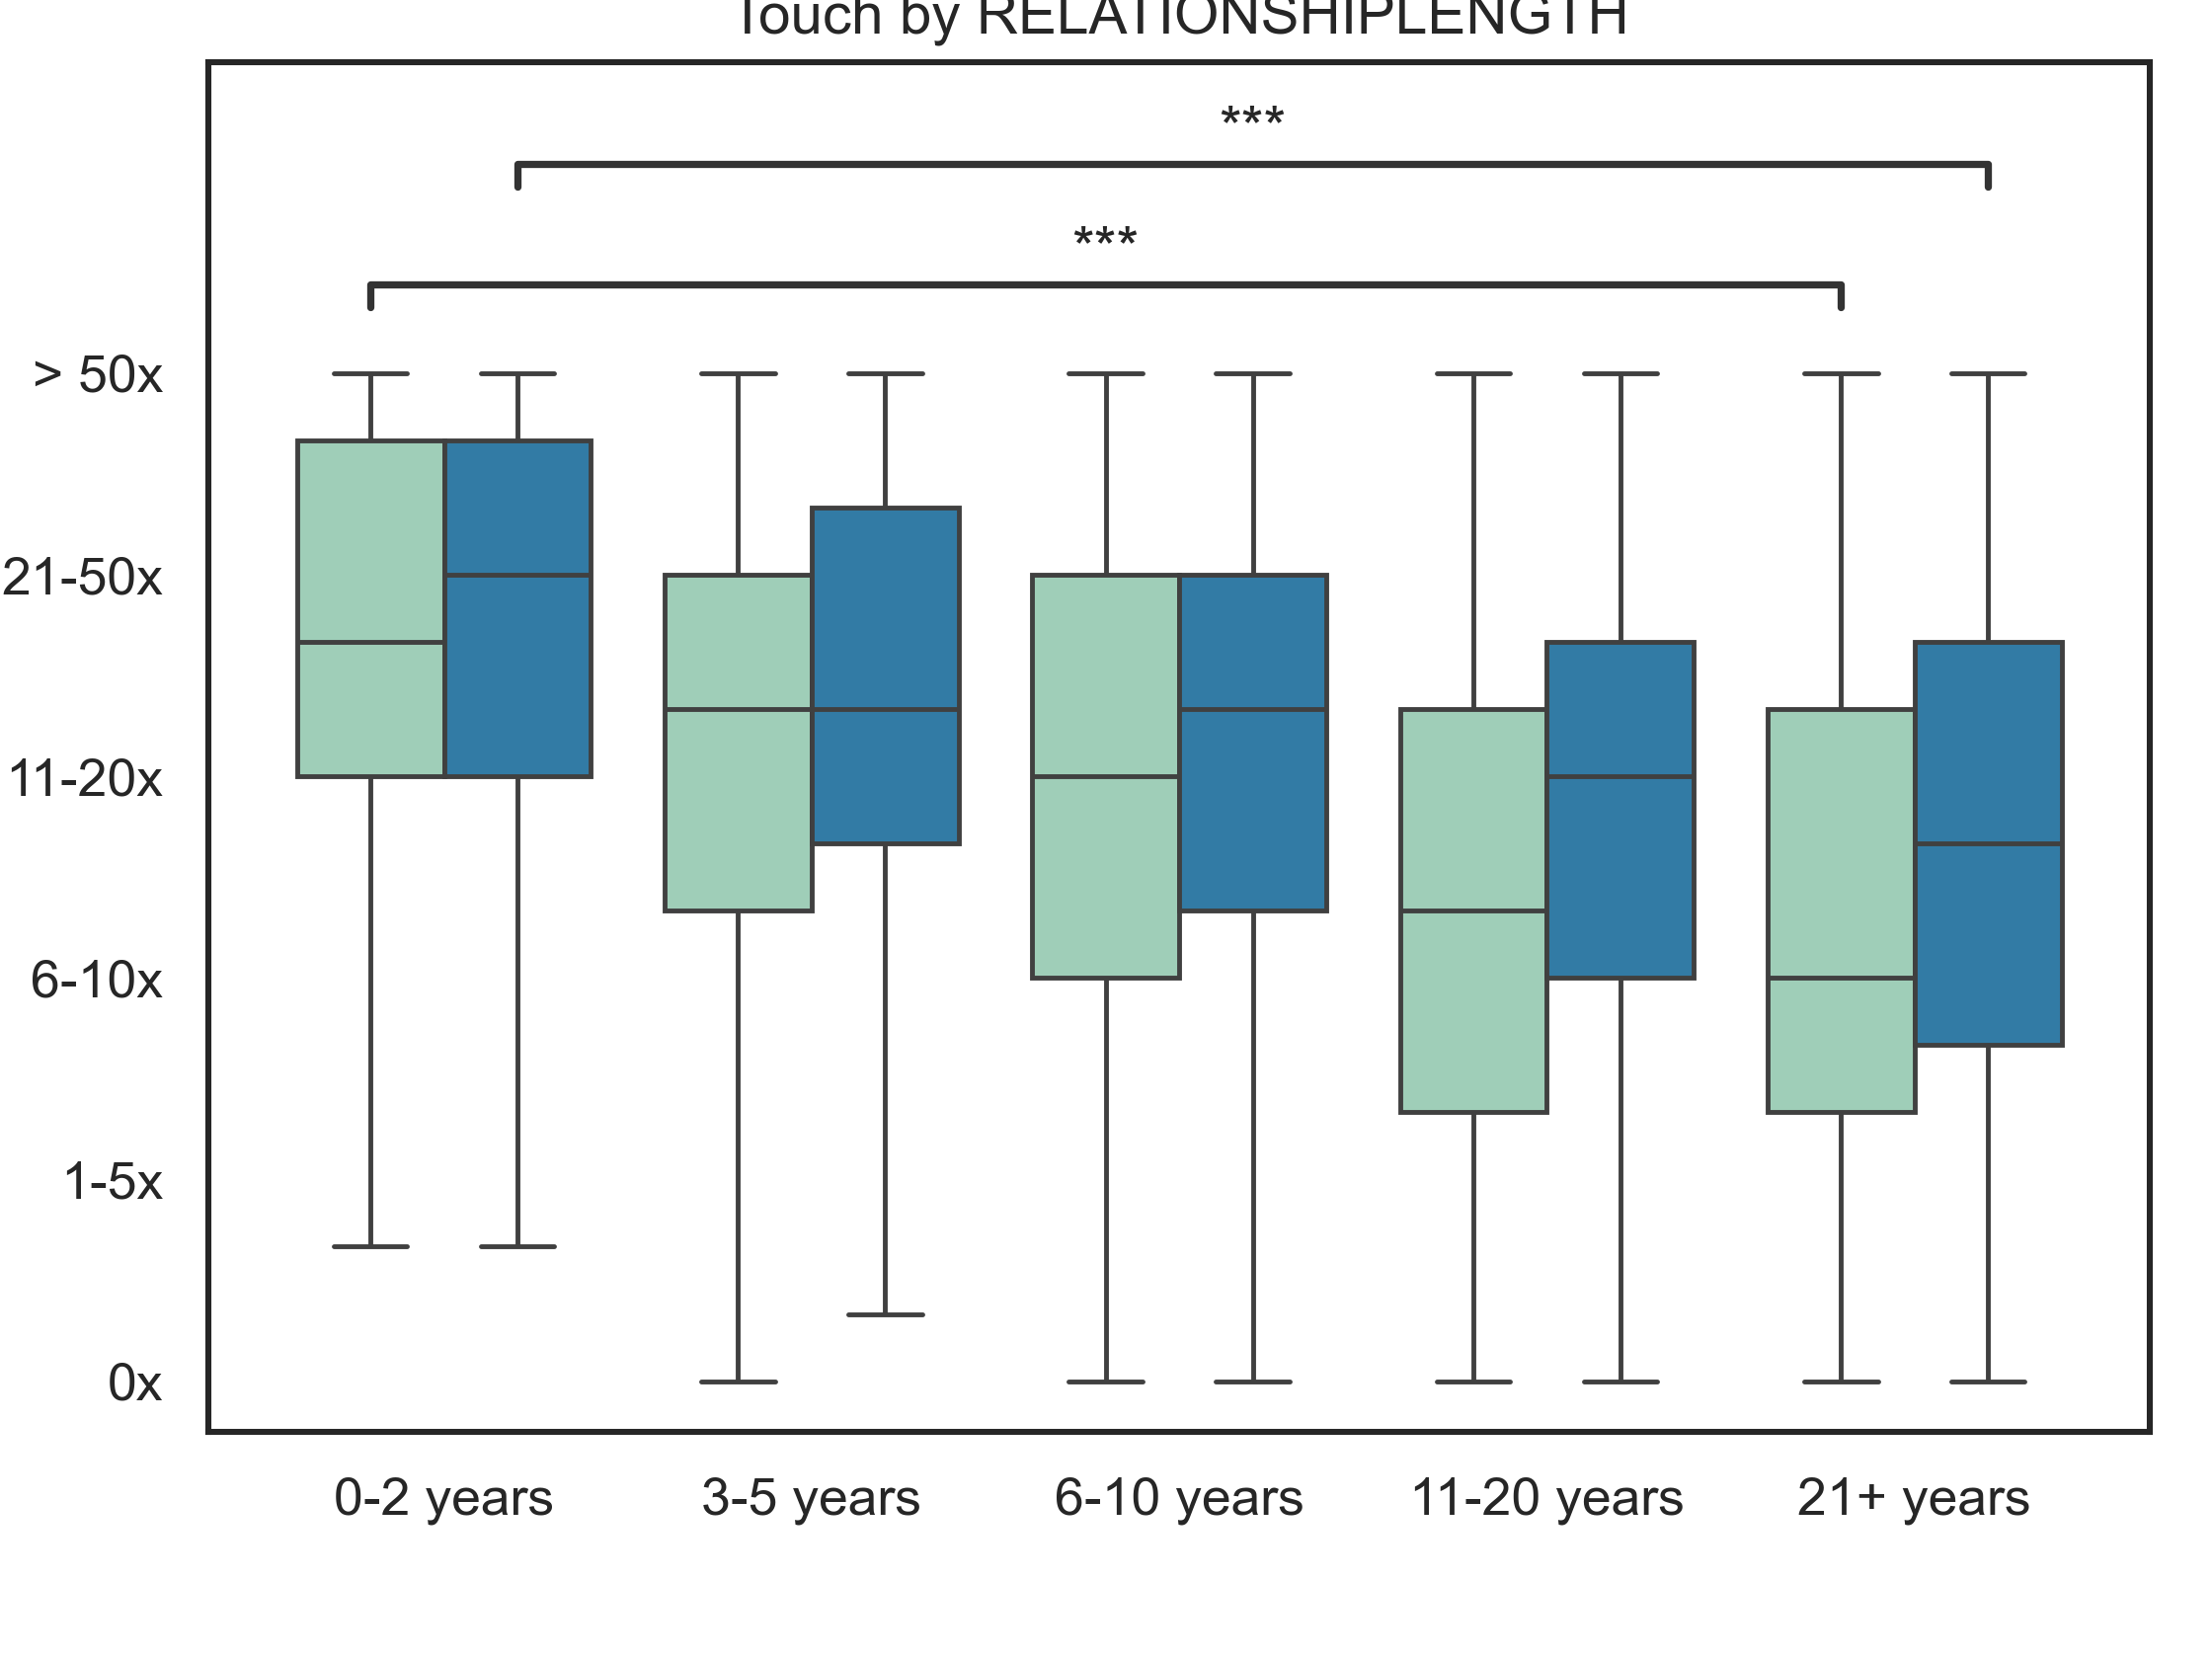 Touch by RELATIONSHIPLENGTH
***
***
> 50x
21-50x
11-20x
6-10x
1-5x
0x
0-2 years 3-5 years 6-10 years 11-20 years 21+ years